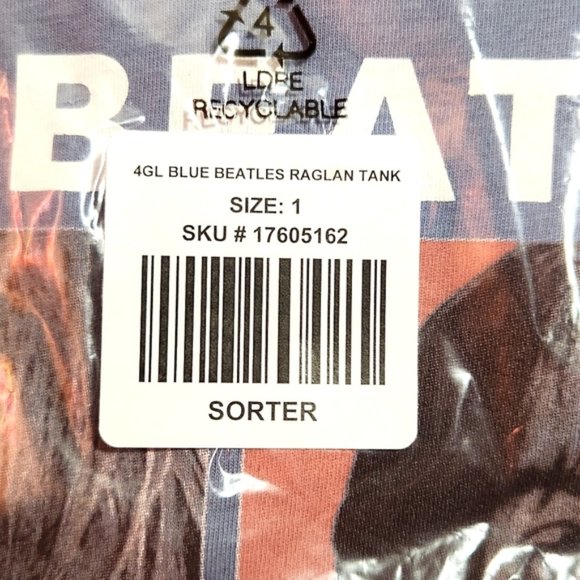 4
LDPE
RECYCLABLE
BEAT
4GL BLUE BEATLES RAGLAN TANK
SIZE: 1
SKU # 17605162
SORTER